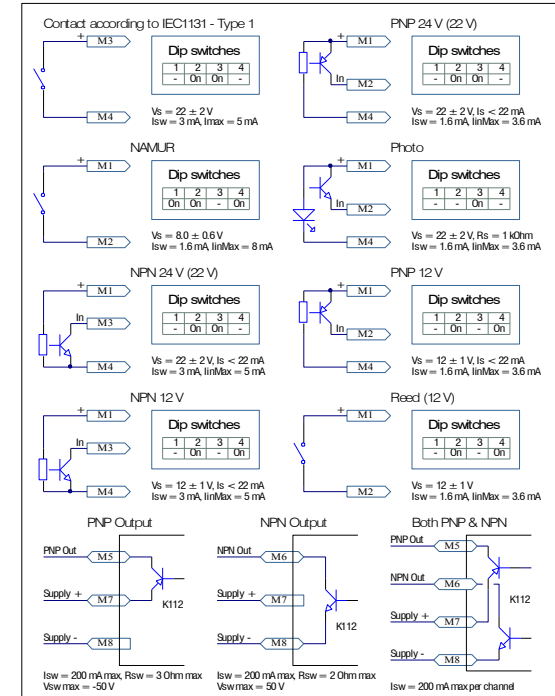 Contact according to IEC1131 - Type 1
+ M3
M4
Dip switches
1 2 3 4
- On On -
Vs = 22 ± 2 V
Isw = 3 mA, Imax = 5 mA
PNP 24 V (22 V)
+ M1
In M2
M4
Dip switches
1 2 3 4
- On - -
Vs = 22 ± 2 V, Is < 22 mA
Isw = 1.6 mA, IinMax = 3.6 mA
NAMUR
+ M1
M2
Dip switches
1 2 3 4
On On - On
Vs = 8.0 ± 0.6 V
Isw = 1.6 mA, IinMax = 8 mA
Photo
+ M1
In M2
M4
Dip switches
1 2 3 4
- - On -
Vs = 22 ± 2 V, Rs = 1 kOhm
Isw = 1.6 mA, IinMax = 3.6 mA
NPN 24 V (22 V)
+ M1
In M3
M4
Dip switches
1 2 3 4
- On On -
Vs = 22 ± 2 V, Is < 22 mA
Isw = 3 mA, IinMax = 5 mA
PNP 12 V
+ M1
In M2
M4
Dip switches
1 2 3 4
- On - On
Vs = 12 ± 1 V, Is < 22 mA
Isw = 1.6 mA, IinMax = 3.6 mA
NPN 12 V
+ M1
In M3
M4
Dip switches
1 2 3 4
- On On On
Vs = 12 ± 1 V, Is < 22 mA
Isw = 3 mA, IinMax = 5 mA
Reed (12 V)
+ M1
M2
Dip switches
1 2 3 4
- On - On
Vs = 12 ± 1 V
Isw = 1.6 mA, IinMax = 3.6 mA
PNP Output
PNP Out M5
Supply + M7
K112
Supply - M8
Isw = 200 mA max, Rsw = 3 Ohm max
Vsw max = -50 V
NPN Output
NPN Out M6
Supply + M7
K112
Supply - M8
Isw = 200 mA max, Rsw = 2 Ohm max
Vsw max = 50 V
Both PNP & NPN
PNP Out M5
NPN Out M6
K112
Supply + M7
Supply - M8
Isw = 200 mA max per channel